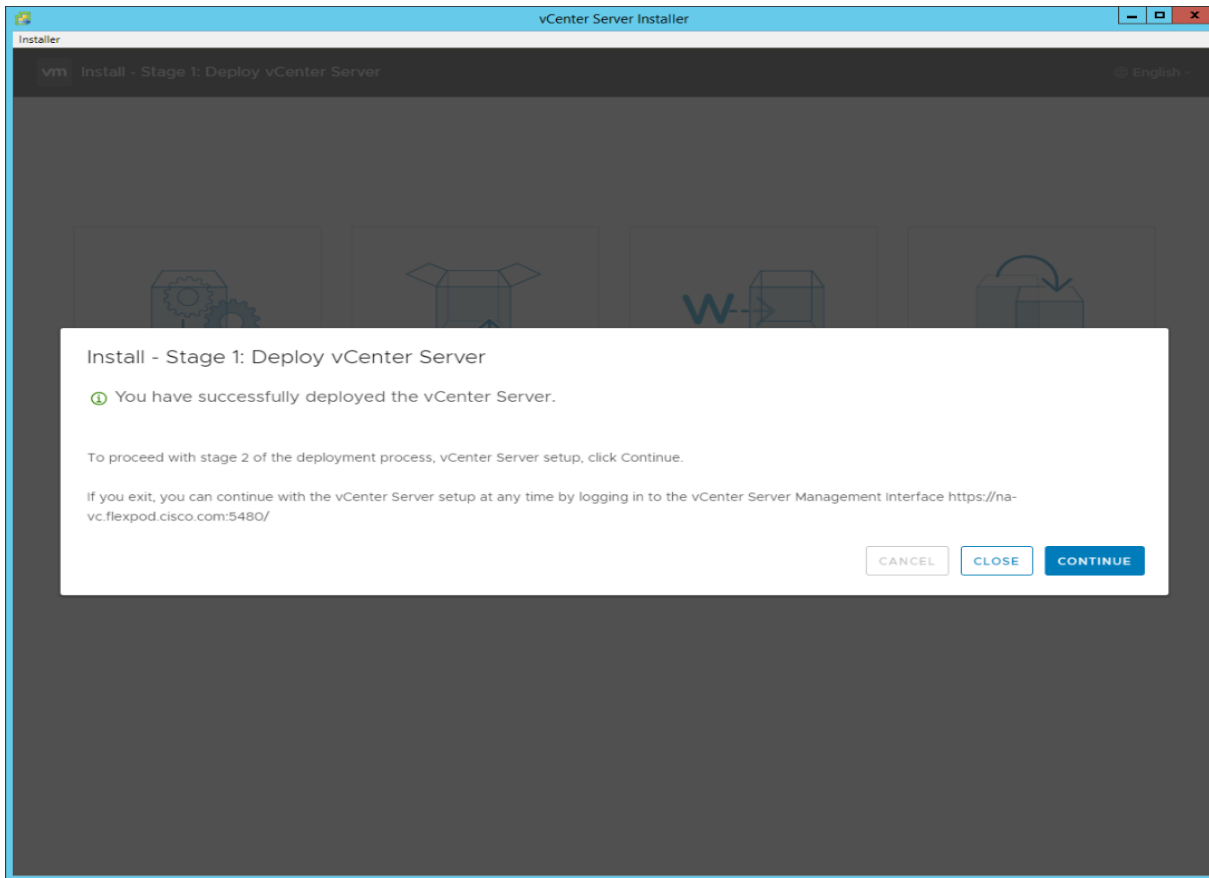 vCenter Server Installer
Installer
vm Install - Stage 1: Deploy vCenter Server
English
W
Install - Stage 1: Deploy vCenter Server
You have successfully deployed the vCenter Server.
To proceed with stage 2 of the deployment process, vCenter Server setup, click Continue.
If you exit, you can continue with the vCenter Server setup at any time by logging in to the vCenter Server Management Interface https://na-
vc.flexpod.cisco.com:5480/
CANCEL CLOSE CONTINUE